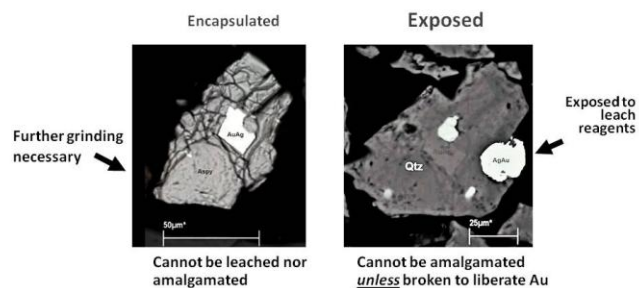 Encapsulated
Exposed
Further grinding
necessary
AuAg
Qtz
AgAu
Exposed to
leach
reagents
50μm*
25μm*
Cannot be leached nor
amalgamated
Cannot be amalgamated
unless broken to liberate Au